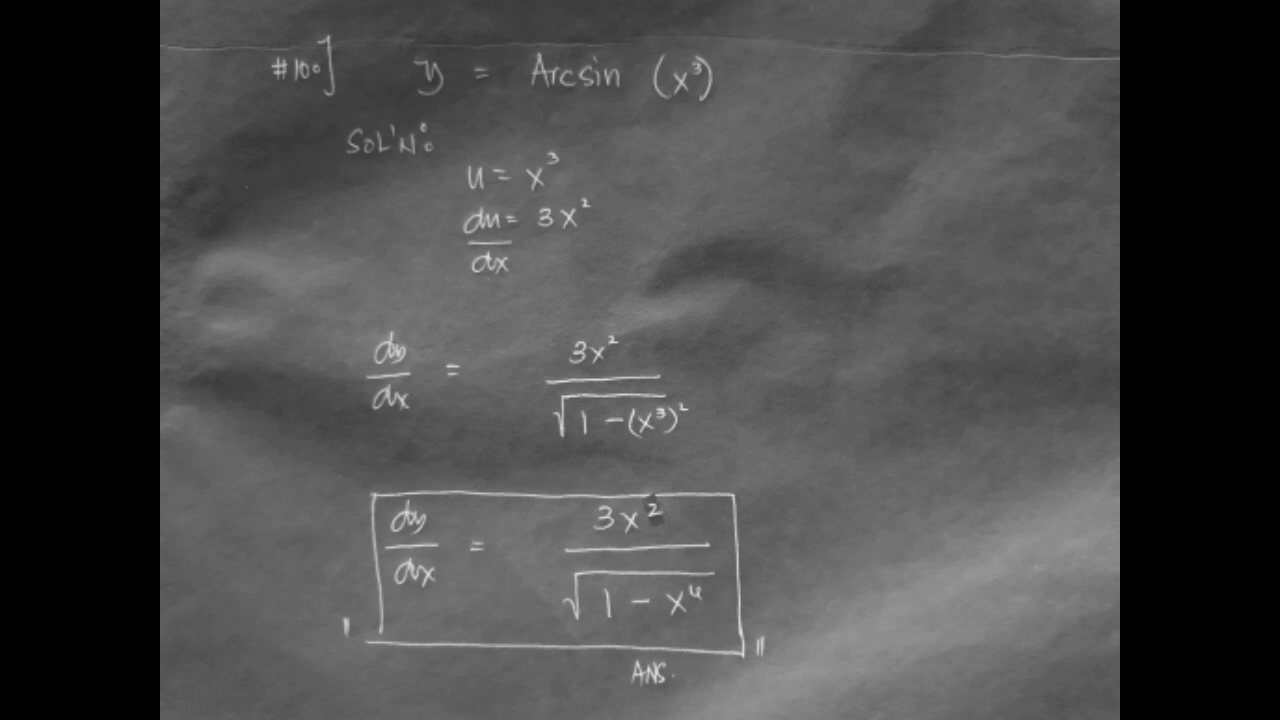 #100] y = Arcsin (x³)
SOL'N:
u = x³
du/dx = 3x²
dy/dx = 3x² / √(1 - (x³)²)
dy/dx = 3x² / √(1 - x⁴)
" "
ANS.